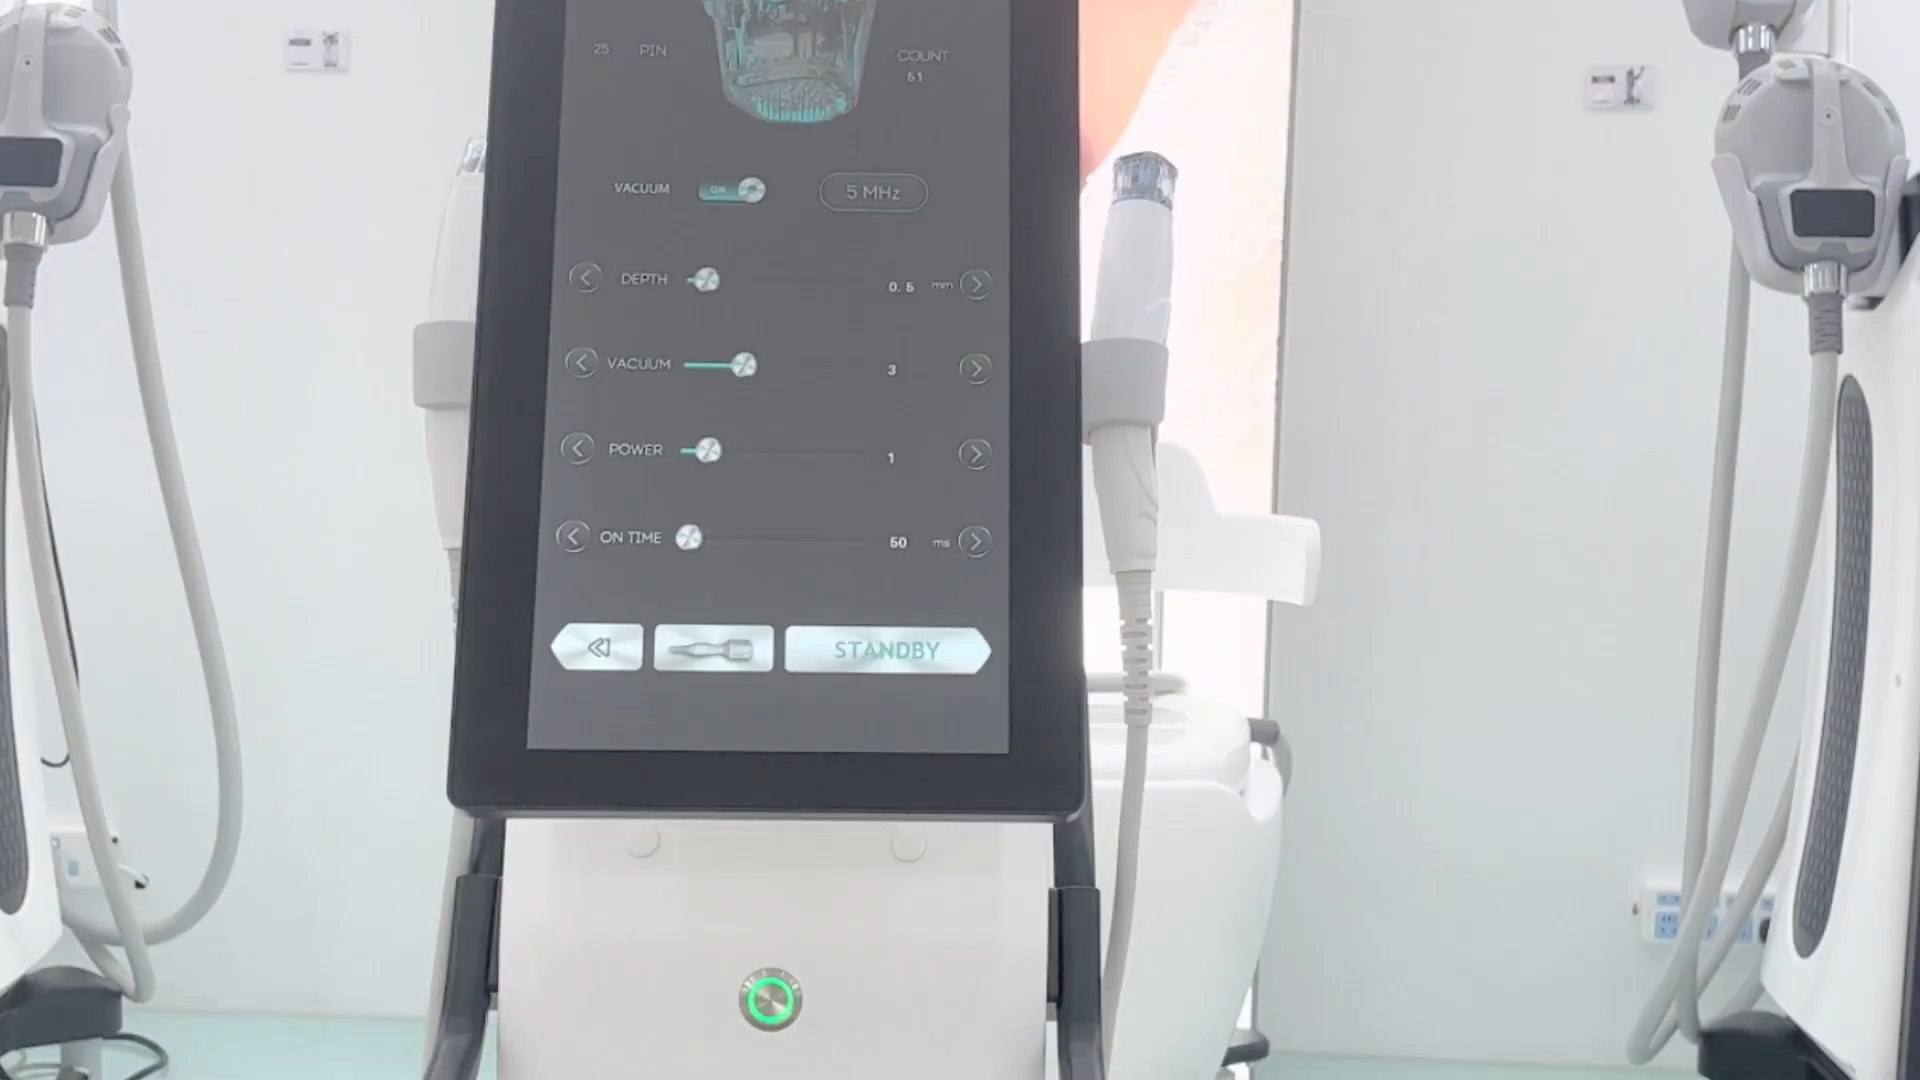 25 PIN
COUNT
51
VACUUM ON 5 MHz
DEPTH 0.5 mm
VACUUM 3
POWER 1
ON TIME 50 ms
STANDBY